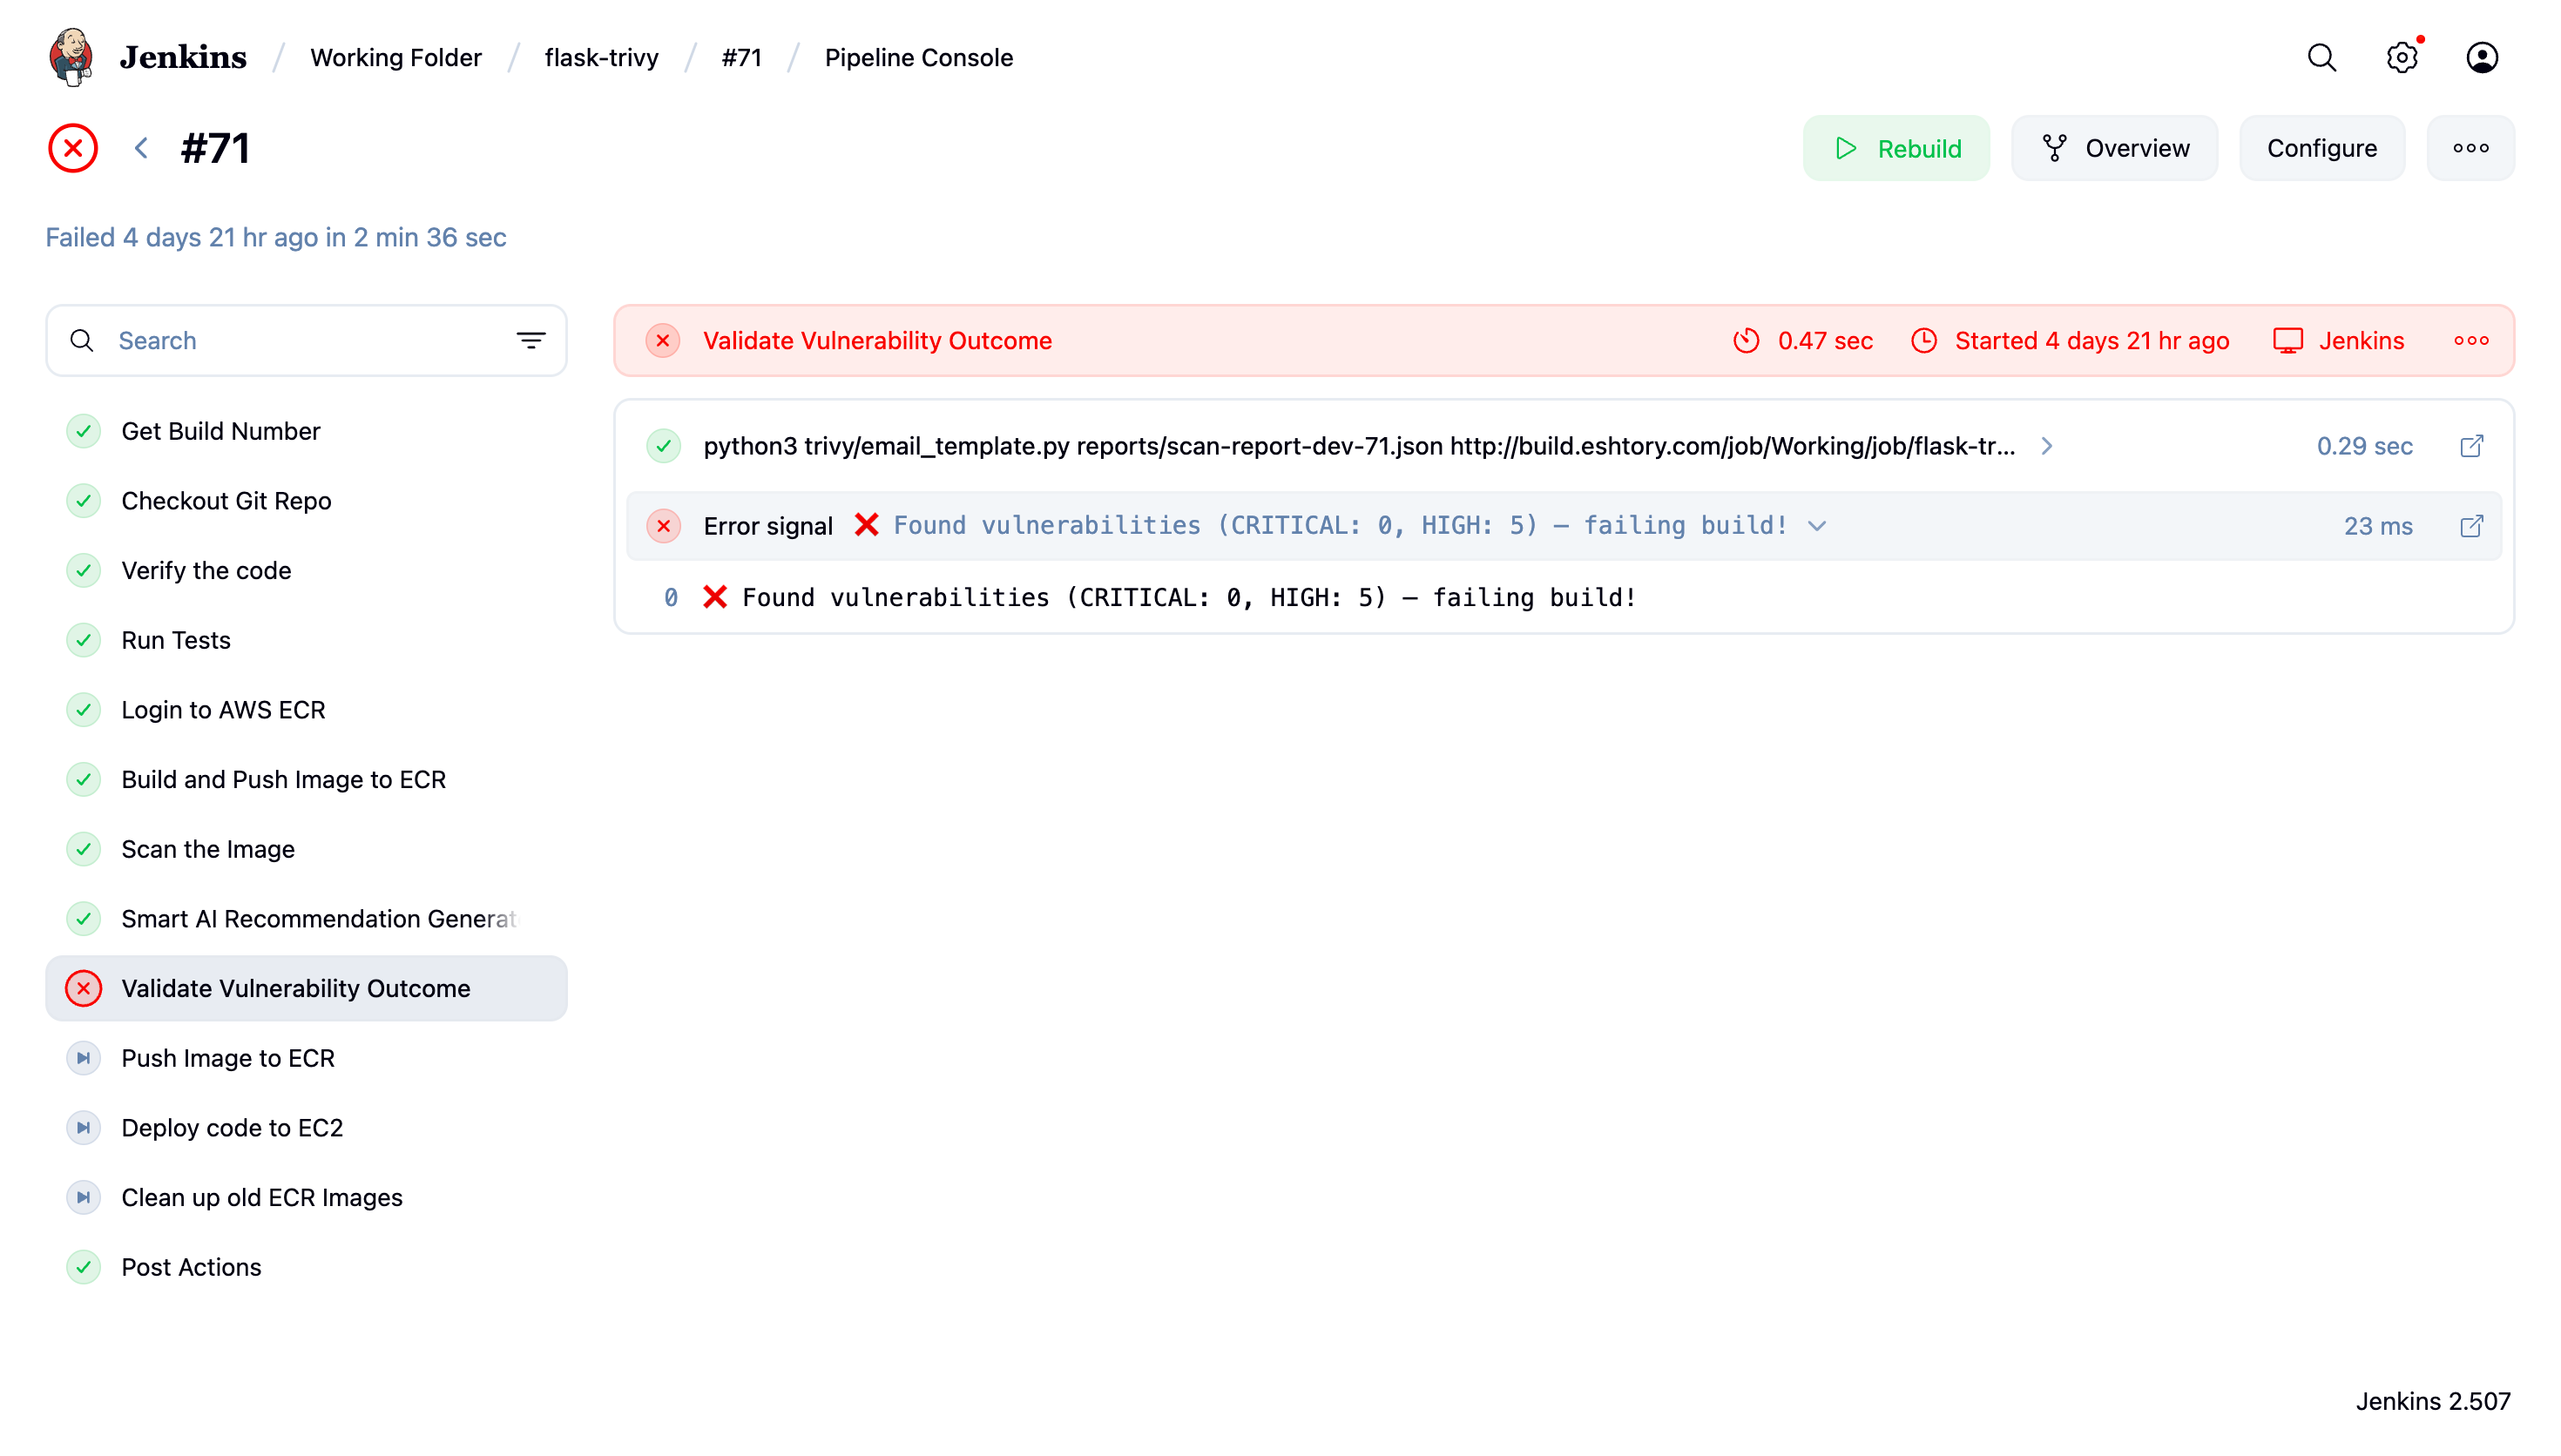 Jenkins / Working Folder / flask-trivy / #71 / Pipeline Console
#71
Rebuild
Overview
Configure
Failed 4 days 21 hr ago in 2 min 36 sec
Search
Get Build Number
Checkout Git Repo
Verify the code
Run Tests
Login to AWS ECR
Build and Push Image to ECR
Scan the Image
Smart AI Recommendation Generat
Validate Vulnerability Outcome
Push Image to ECR
Deploy code to EC2
Clean up old ECR Images
Post Actions
Validate Vulnerability Outcome 0.47 sec Started 4 days 21 hr ago Jenkins
python3 trivy/email_template.py reports/scan-report-dev-71.json http://build.eshtory.com/job/Working/job/flask-tr... 0.29 sec
Error signal ❌ Found vulnerabilities (CRITICAL: 0, HIGH: 5) — failing build! 23 ms
0 ❌ Found vulnerabilities (CRITICAL: 0, HIGH: 5) — failing build!
Jenkins 2.507